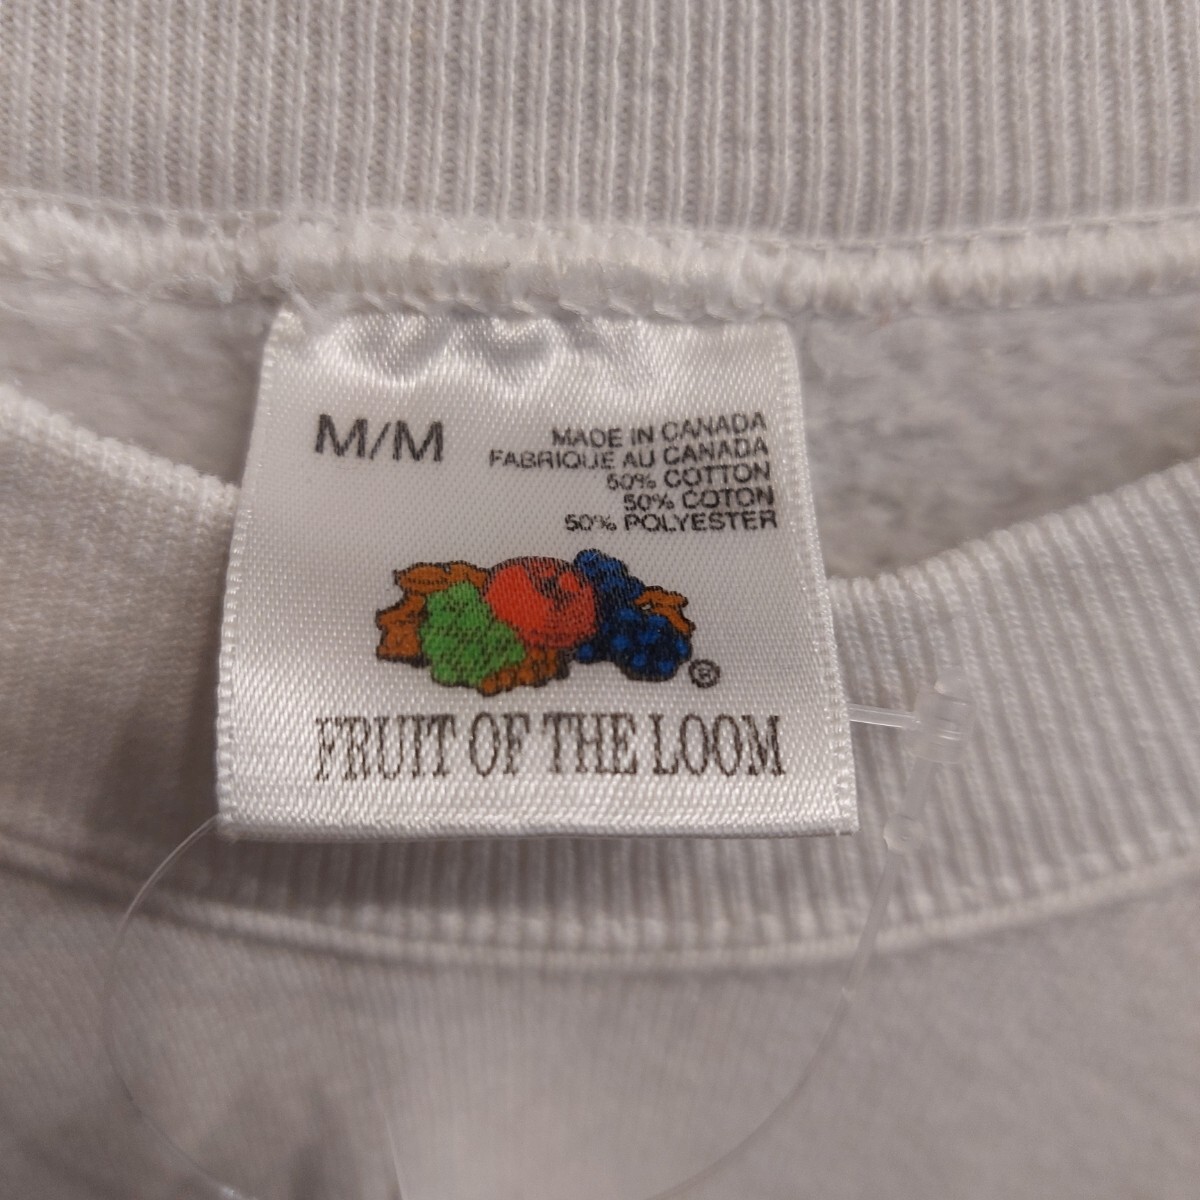 M/M
MADE IN CANADA
FABRIQUE AU CANADA
50% COTTON
50% COTON
50% POLYESTER
®
FRUIT OF THE LOOM